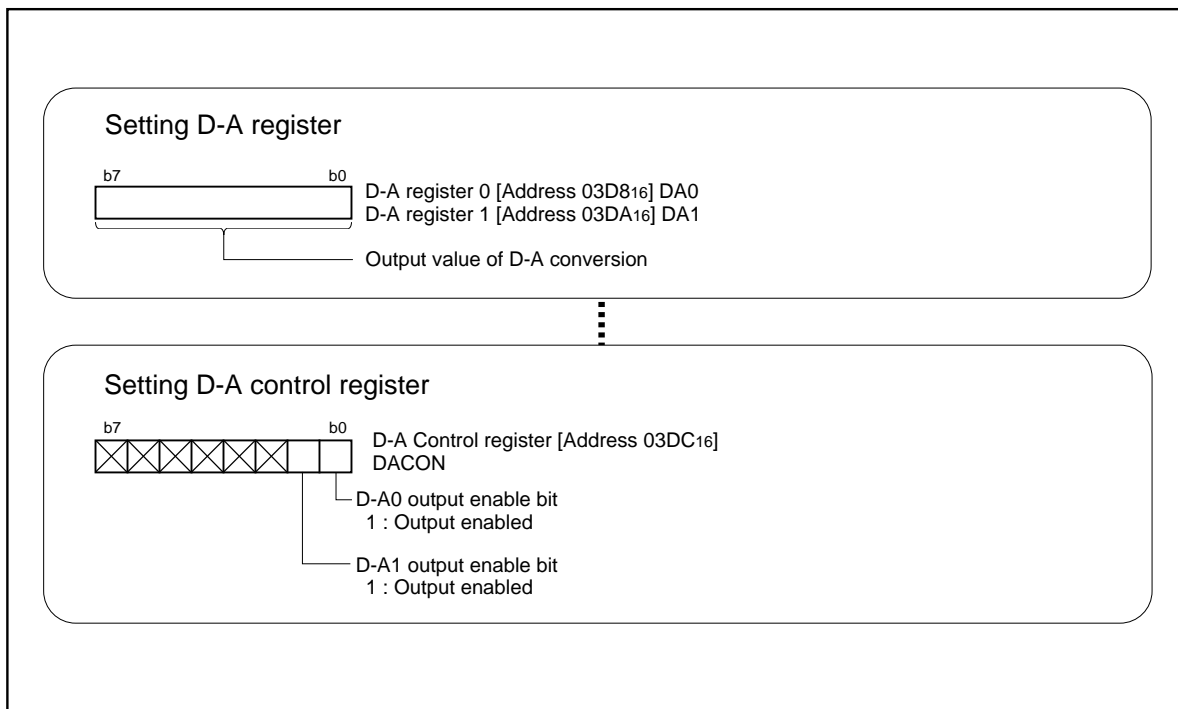 Setting D-A register
b7 b0
D-A register 0 [Address 03D816] DA0
D-A register 1 [Address 03DA16] DA1
Output value of D-A conversion
Setting D-A control register
b7 b0
D-A Control register [Address 03DC16]
DACON
D-A0 output enable bit
1 : Output enabled
D-A1 output enable bit
1 : Output enabled